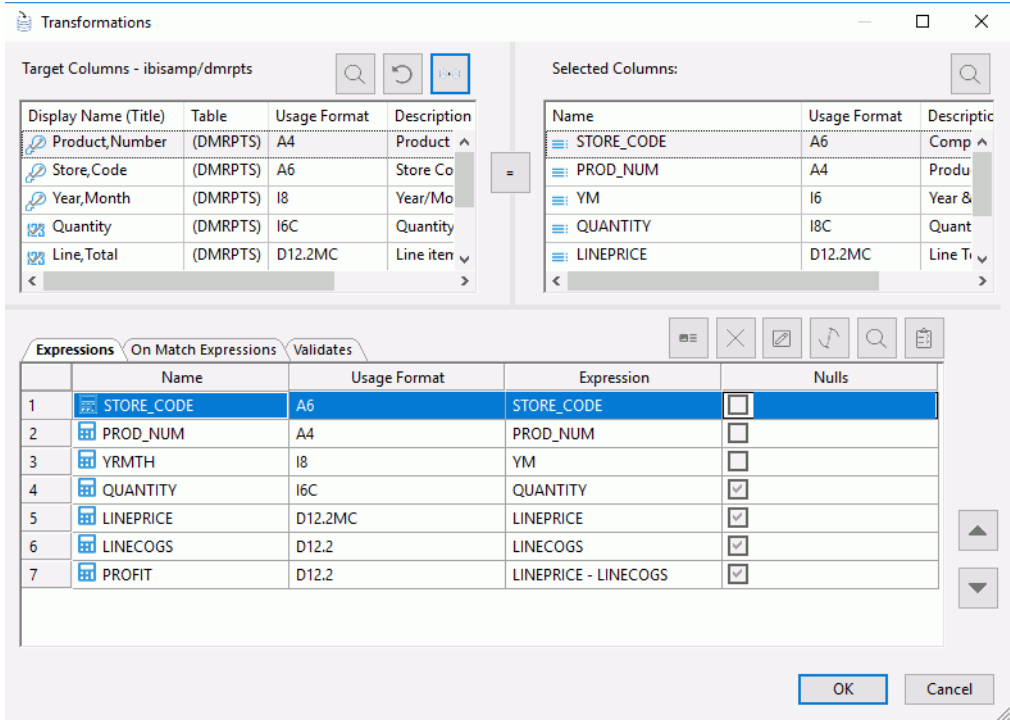 Transformations
Target Columns - ibisamp/dmrpts
Display Name (Title) Table Usage Format Description
Product,Number (DMRPTS) A4 Product
Store,Code (DMRPTS) A6 Store Co
Year,Month (DMRPTS) I8 Year/Mo
Quantity (DMRPTS) I6C Quantity
Line,Total (DMRPTS) D12.2MC Line item
=
Selected Columns:
Name Usage Format Descriptic
STORE_CODE A6 Comp
PROD_NUM A4 Produ
YM I6 Year &
QUANTITY I8C Quant
LINEPRICE D12.2MC Line To
Expressions On Match Expressions Validates
Name Usage Format Expression Nulls
1 STORE_CODE A6 STORE_CODE
2 PROD_NUM A4 PROD_NUM
3 YRMTH I8 YM
4 QUANTITY I6C QUANTITY
5 LINEPRICE D12.2MC LINEPRICE
6 LINECOGS D12.2 LINECOGS
7 PROFIT D12.2 LINEPRICE - LINECOGS
OK Cancel